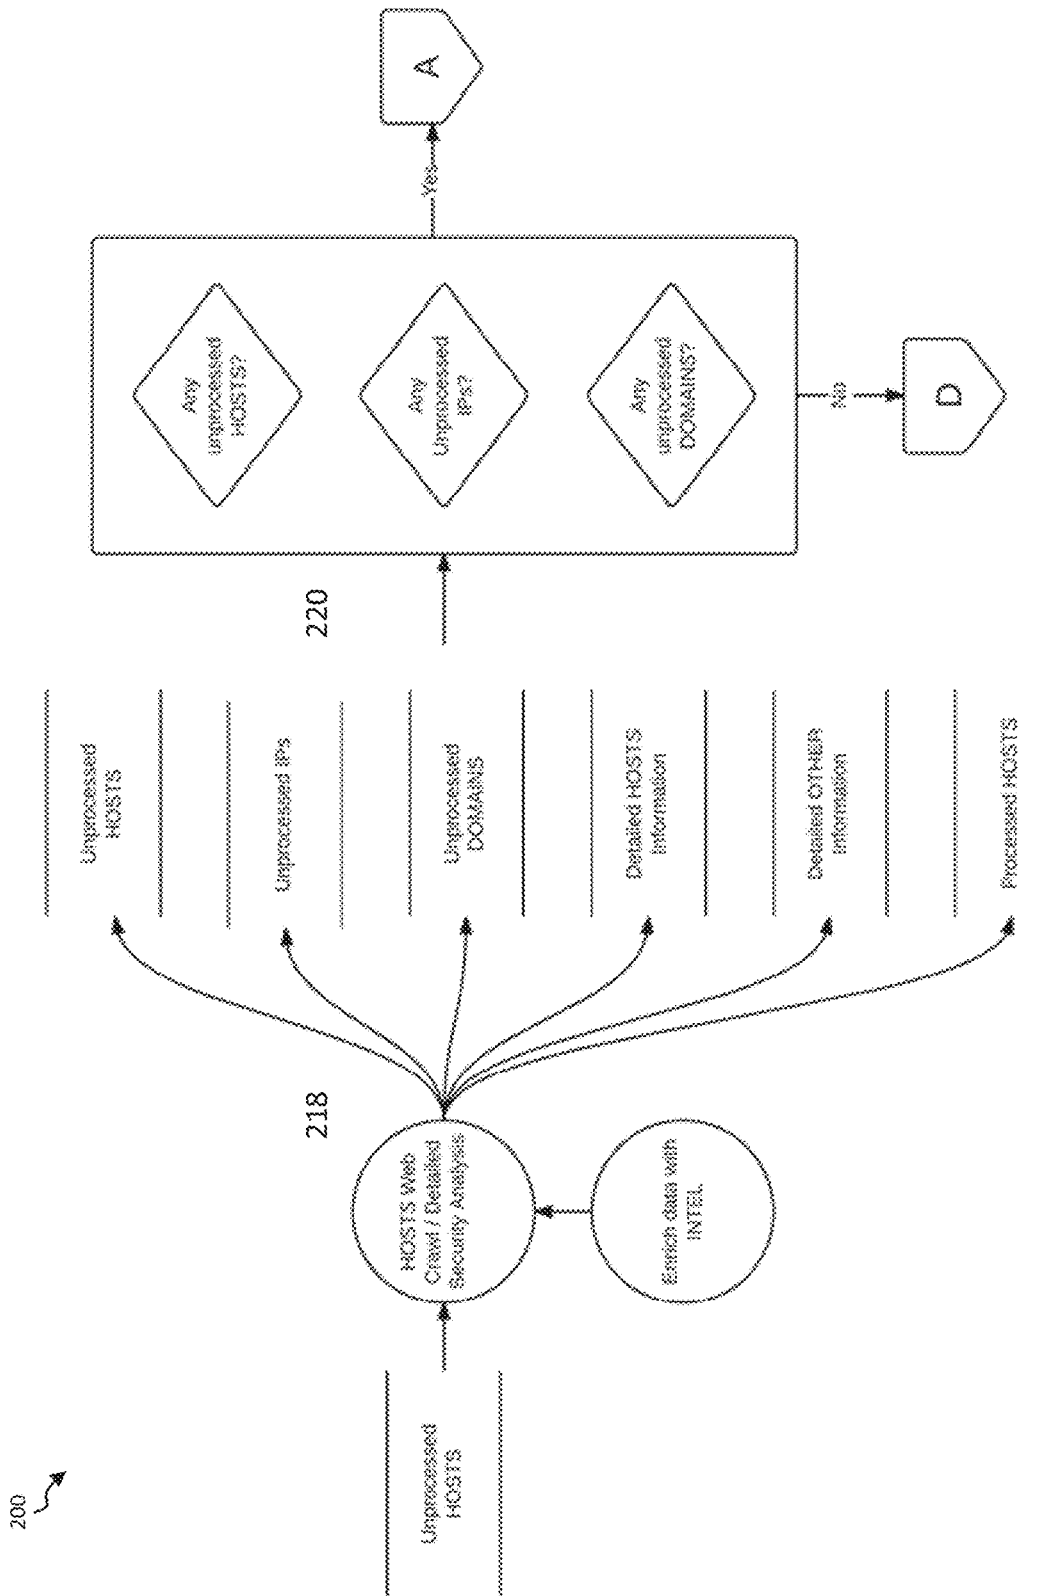 200
Unprocessed
HOSTS
218
HOSTS Web
Crawl / Detailed
Security Analysis
Enrich data with
INTEL
Unprocessed
HOSTS
Unprocessed IPs
Unprocessed
DOMAINS
Detailed HOSTS
Information
Detailed OTHER
Information
Processed HOSTS
220
Any
unprocessed
HOSTS?
Any
Unprocessed
IPs?
Any
unprocessed
DOMAINS?
Yes
A
No
D